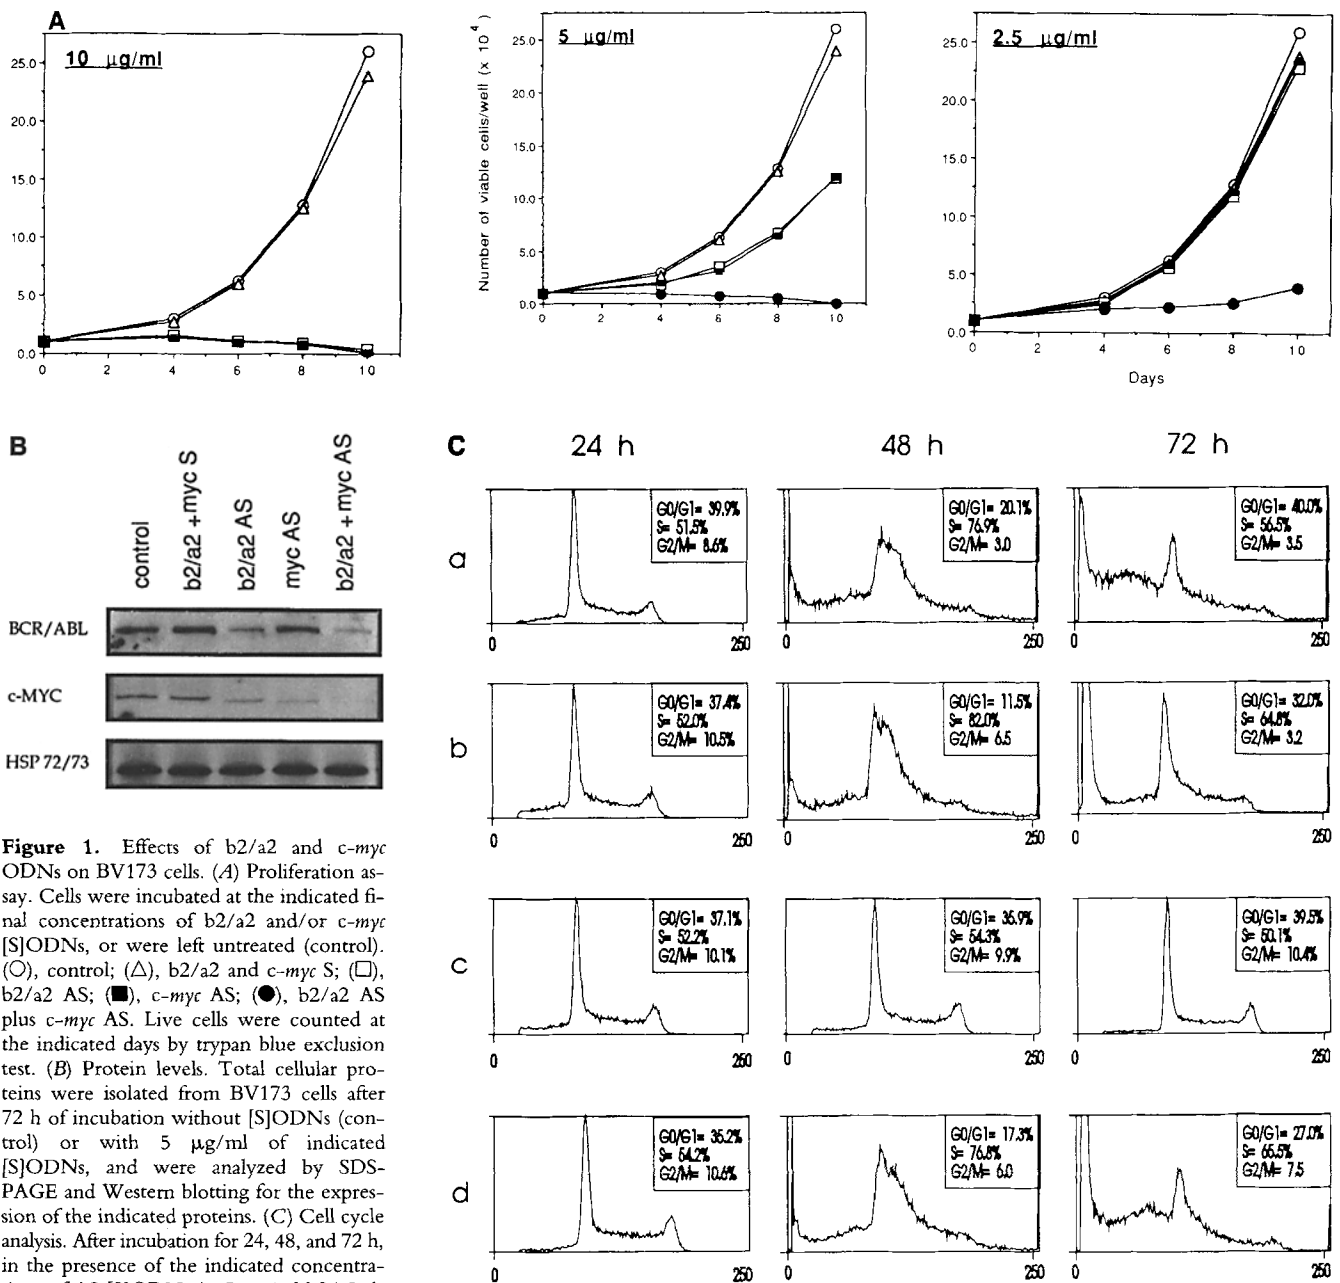 A
10 µg/ml
25.0
20.0
15.0
10.0
5.0
0.0
0 2 4 6 8 10
Number of viable cells/well (x 10⁴)
5 µg/ml
25.0
20.0
15.0
10.0
5.0
0.0
0 2 4 6 8 10
2.5 µg/ml
25.0
20.0
15.0
10.0
5.0
0.0
0 2 4 6 8 10
Days
B
control
b2/a2 +myc S
b2/a2 AS
myc AS
b2/a2 +myc AS
BCR/ABL
c-MYC
HSP 72/73
Figure 1. Effects of b2/a2 and c-myc
ODNs on BV173 cells. (A) Proliferation as-
say. Cells were incubated at the indicated fi-
nal concentrations of b2/a2 and/or c-myc
[S]ODNs, or were left untreated (control).
(○), control; (△), b2/a2 and c-myc S; (□),
b2/a2 AS; (■), c-myc AS; (●), b2/a2 AS
plus c-myc AS. Live cells were counted at
the indicated days by trypan blue exclusion
test. (B) Protein levels. Total cellular pro-
teins were isolated from BV173 cells after
72 h of incubation without [S]ODNs (con-
trol) or with 5 µg/ml of indicated
[S]ODNs, and were analyzed by SDS-
PAGE and Western blotting for the expres-
sion of the indicated proteins. (C) Cell cycle
analysis. After incubation for 24, 48, and 72 h,
in the presence of the indicated concentra-
C
24 h 48 h 72 h
a
G0/G1= 39.9%
S= 51.5%
G2/M= 8.6%
0 250
G0/G1= 20.1%
S= 76.9%
G2/M= 3.0
0 250
G0/G1= 40.0%
S= 56.5%
G2/M= 3.5
0 250
b
G0/G1= 37.4%
S= 52.0%
G2/M= 10.5%
0 250
G0/G1= 11.5%
S= 82.0%
G2/M= 6.5
0 250
G0/G1= 32.0%
S= 64.8%
G2/M= 3.2
0 250
c
G0/G1= 37.1%
S= 52.2%
G2/M= 10.1%
0 250
G0/G1= 35.9%
S= 54.3%
G2/M= 9.9%
0 250
G0/G1= 39.5%
S= 50.1%
G2/M= 10.4%
0 250
d
G0/G1= 35.2%
S= 54.2%
G2/M= 10.6%
0 250
G0/G1= 17.3%
S= 76.8%
G2/M= 6.0
0 250
G0/G1= 27.0%
S= 65.5%
G2/M= 7.5
0 250